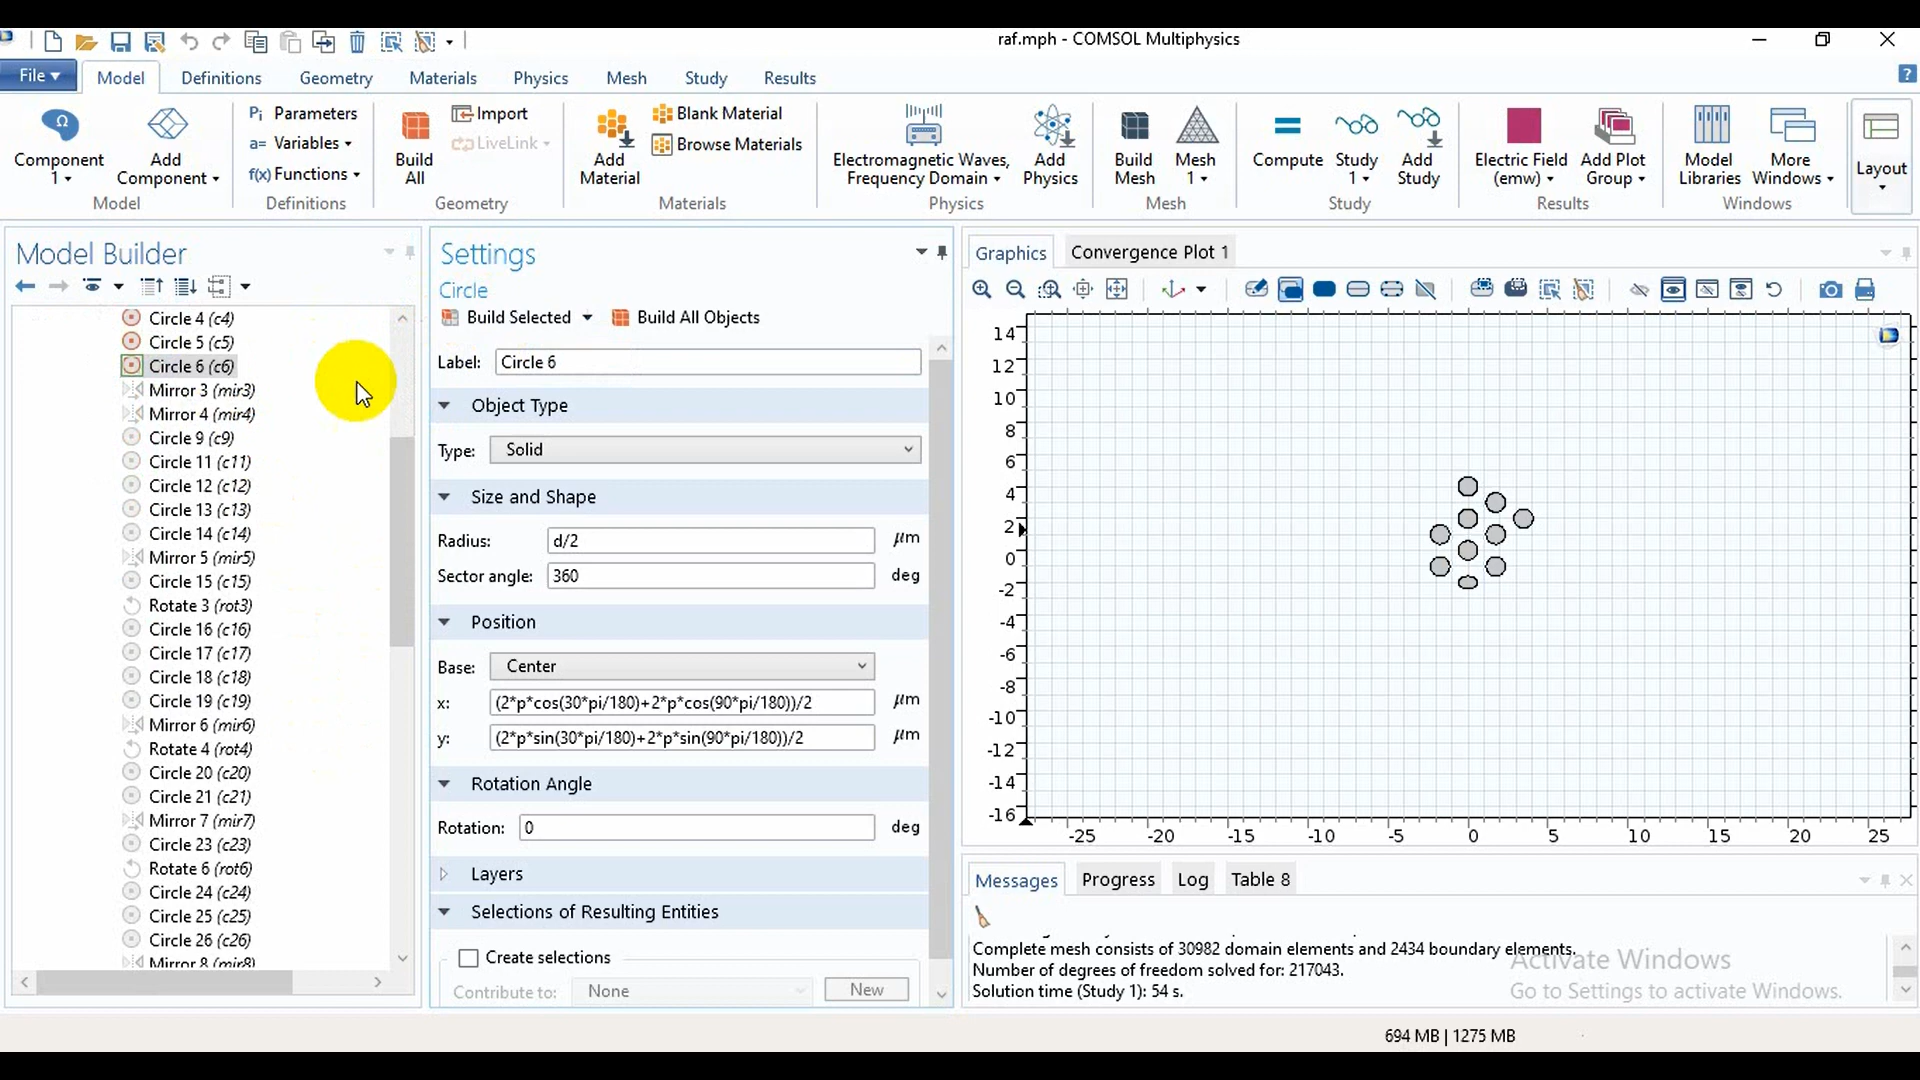 raf.mph - COMSOL Multiphysics
File
Model
Definitions
Geometry
Materials
Physics
Mesh
Study
Results
Component
1
Add
Component
Model
Pi Parameters
a= Variables
f(x) Functions
Definitions
Build
All
Import
LiveLink
Geometry
Add
Material
Blank Material
Browse Materials
Materials
Electromagnetic Waves,
Frequency Domain
Add
Physics
Physics
Build
Mesh
Mesh
1
Mesh
Compute
Study
1
Add
Study
Study
Electric Field
(emw)
Add Plot
Group
Results
Model
Libraries
More
Windows
Windows
Layout
Model Builder
Circle 4 (c4)
Circle 5 (c5)
Circle 6 (c6)
Mirror 3 (mir3)
Mirror 4 (mir4)
Circle 9 (c9)
Circle 11 (c11)
Circle 12 (c12)
Circle 13 (c13)
Circle 14 (c14)
Mirror 5 (mir5)
Circle 15 (c15)
Rotate 3 (rot3)
Circle 16 (c16)
Circle 17 (c17)
Circle 18 (c18)
Circle 19 (c19)
Mirror 6 (mir6)
Rotate 4 (rot4)
Circle 20 (c20)
Circle 21 (c21)
Mirror 7 (mir7)
Circle 23 (c23)
Rotate 6 (rot6)
Circle 24 (c24)
Circle 25 (c25)
Circle 26 (c26)
Mirror 8 (mir8)
Settings
Circle
Build Selected
Build All Objects
Label: Circle 6
Object Type
Type: Solid
Size and Shape
Radius: d/2 μm
Sector angle: 360 deg
Position
Base: Center
x: (2*p*cos(30*pi/180)+2*p*cos(90*pi/180))/2 μm
y: (2*p*sin(30*pi/180)+2*p*sin(90*pi/180))/2 μm
Rotation Angle
Rotation: 0 deg
Layers
Selections of Resulting Entities
Create selections
Contribute to: None New
Graphics
Convergence Plot 1
14
12
10
8
6
4
2
0
-2
-4
-6
-8
-10
-12
-14
-16
-25 -20 -15 -10 -5 0 5 10 15 20 25
Messages
Progress
Log
Table 8
Complete mesh consists of 30982 domain elements and 2434 boundary elements.
Number of degrees of freedom solved for: 217043.
Solution time (Study 1): 54 s.
Activate Windows
Go to Settings to activate Windows.
694 MB | 1275 MB